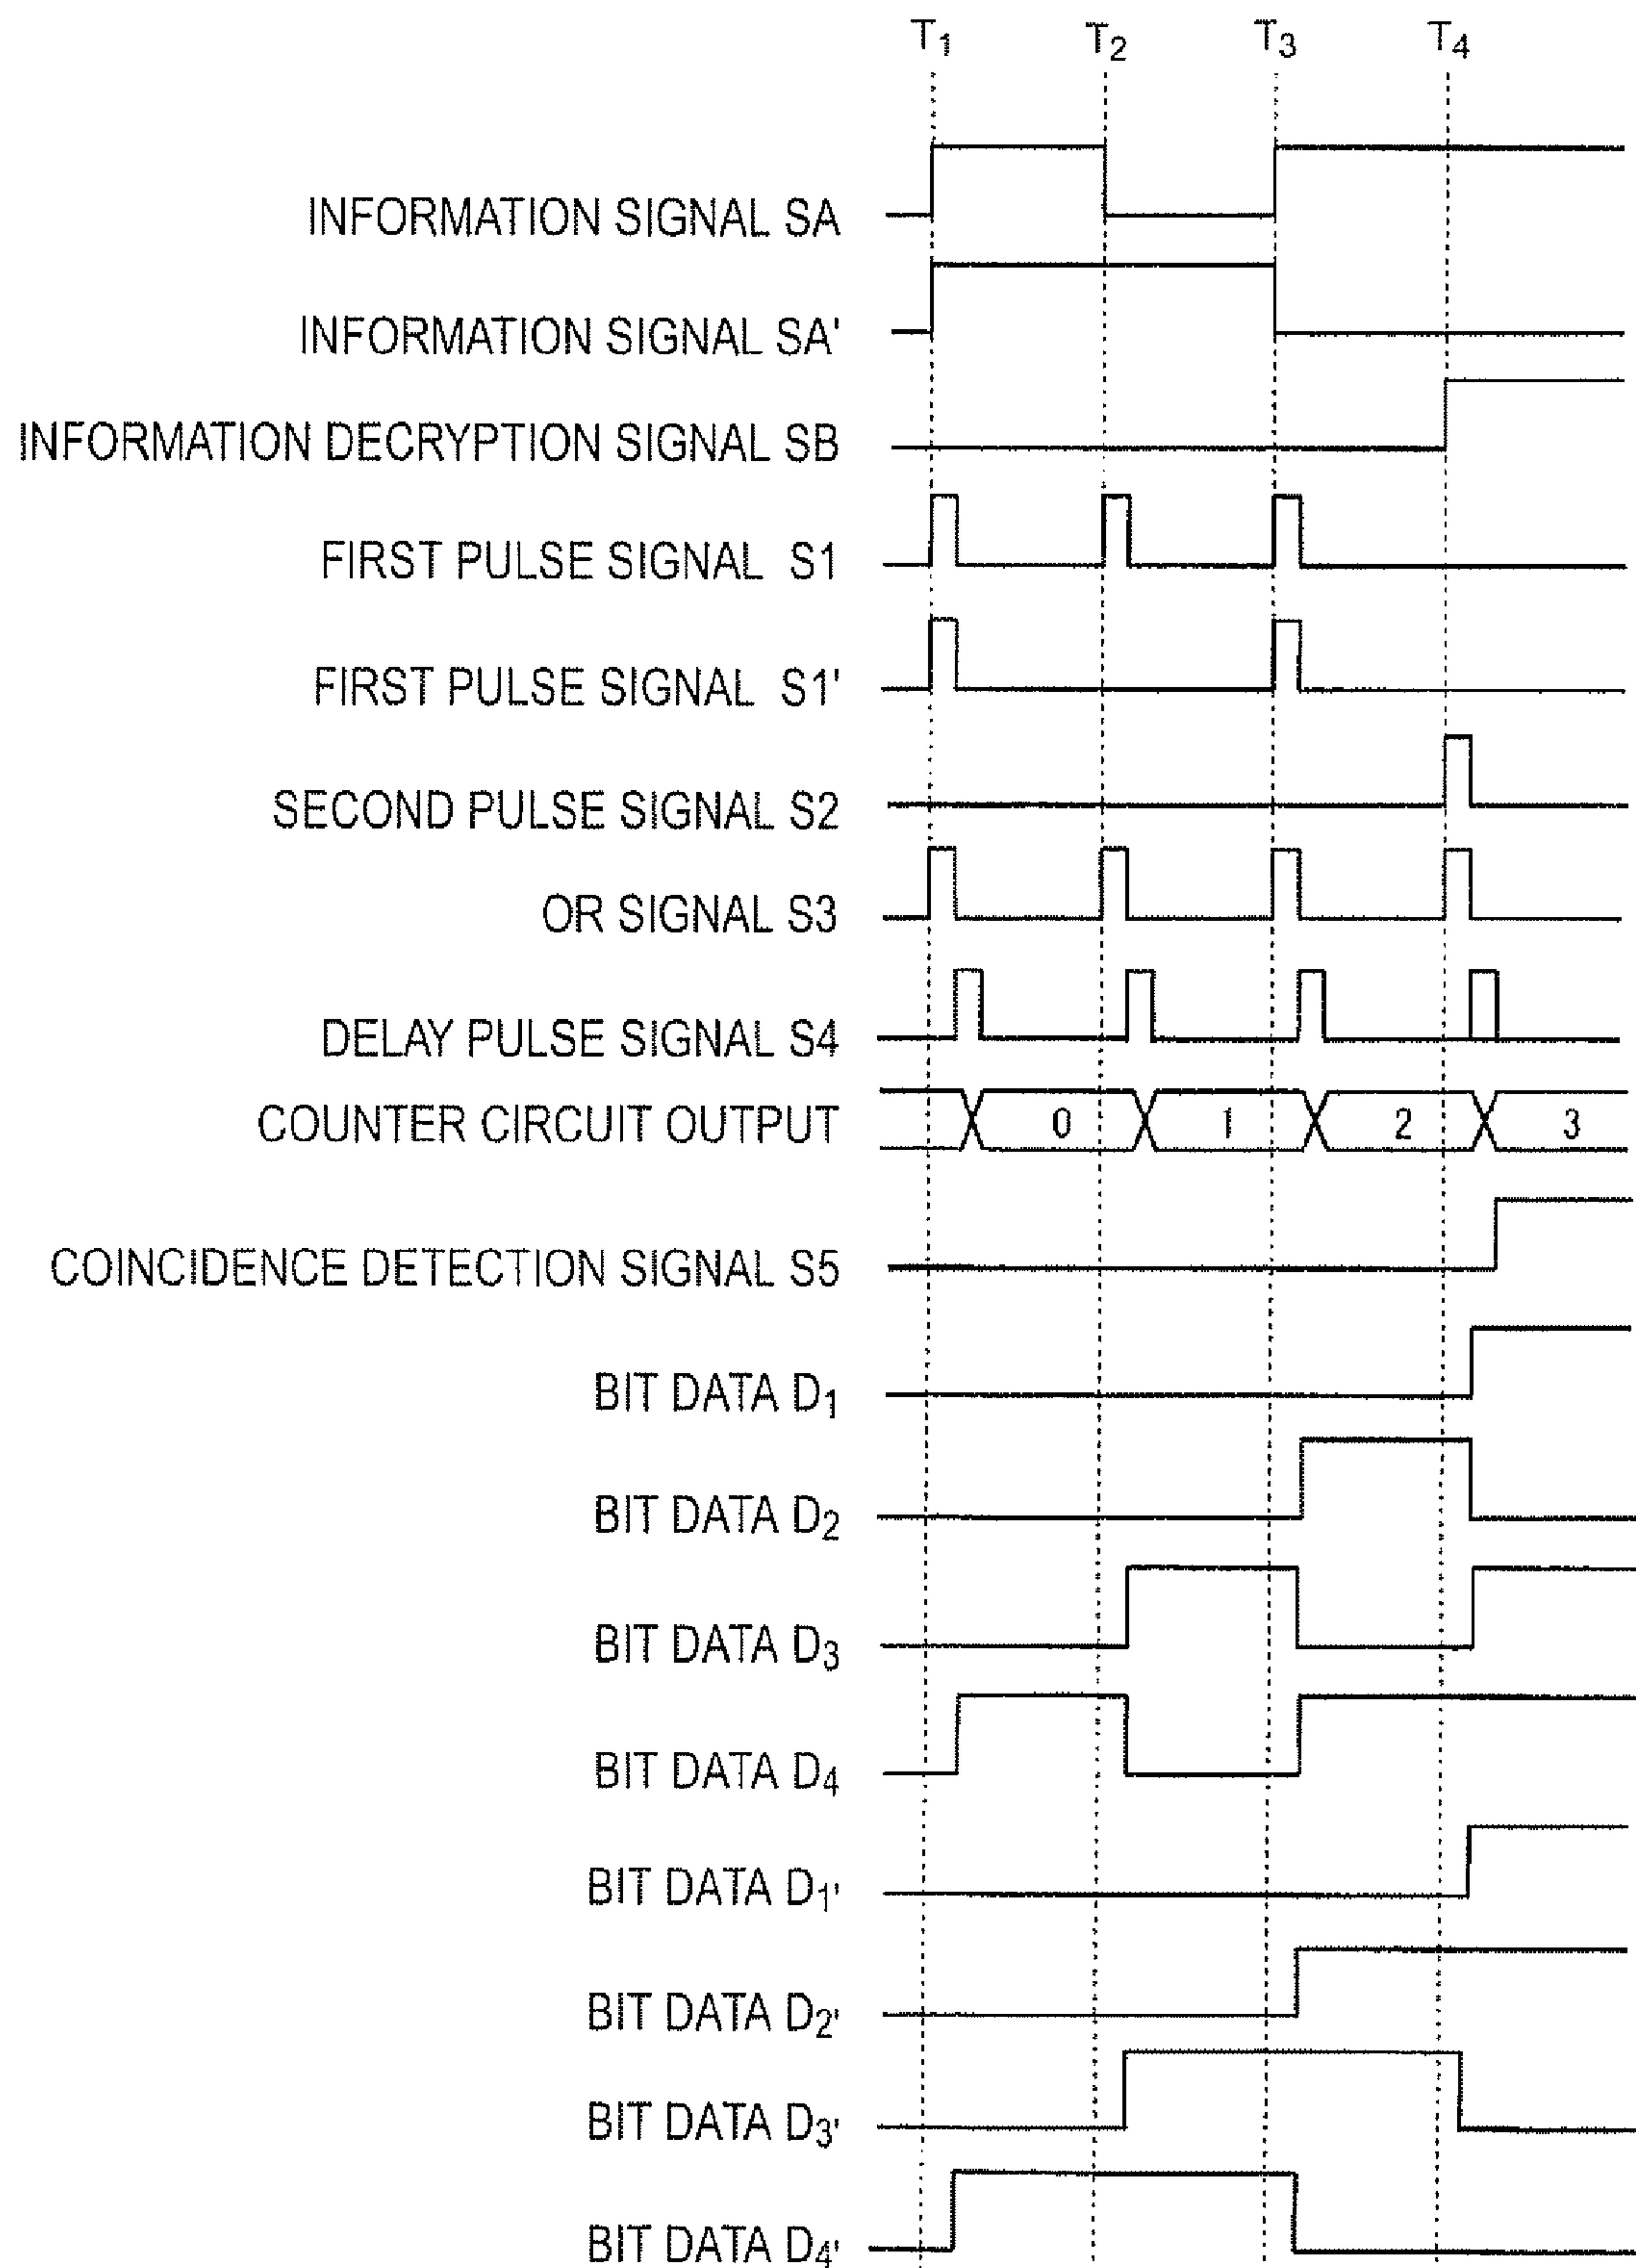 T1 T2 T3 T4
INFORMATION SIGNAL SA
INFORMATION SIGNAL SA'
INFORMATION DECRYPTION SIGNAL SB
FIRST PULSE SIGNAL S1
FIRST PULSE SIGNAL S1'
SECOND PULSE SIGNAL S2
OR SIGNAL S3
DELAY PULSE SIGNAL S4
COUNTER CIRCUIT OUTPUT 0 1 2 3
COINCIDENCE DETECTION SIGNAL S5
BIT DATA D1
BIT DATA D2
BIT DATA D3
BIT DATA D4
BIT DATA D1'
BIT DATA D2'
BIT DATA D3'
BIT DATA D4'